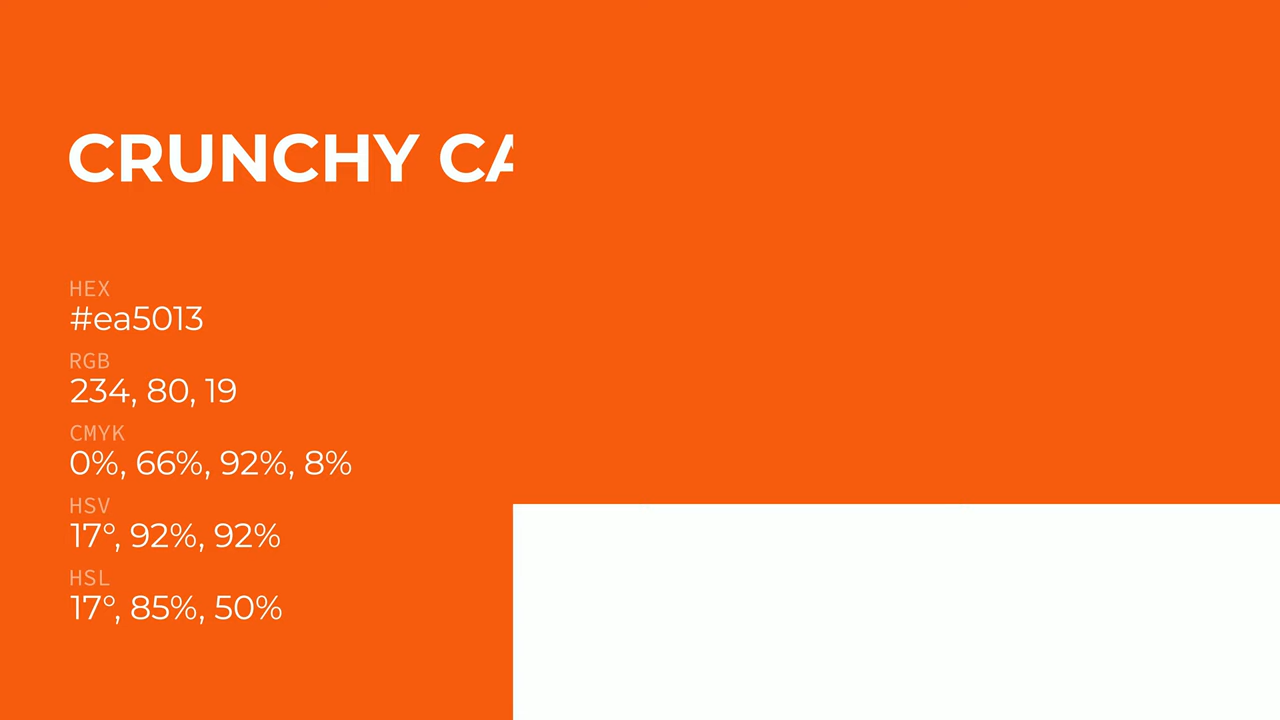 CRUNCHY CA
HEX
#ea5013
RGB
234, 80, 19
CMYK
0%, 66%, 92%, 8%
HSV
17°, 92%, 92%
HSL
17°, 85%, 50%